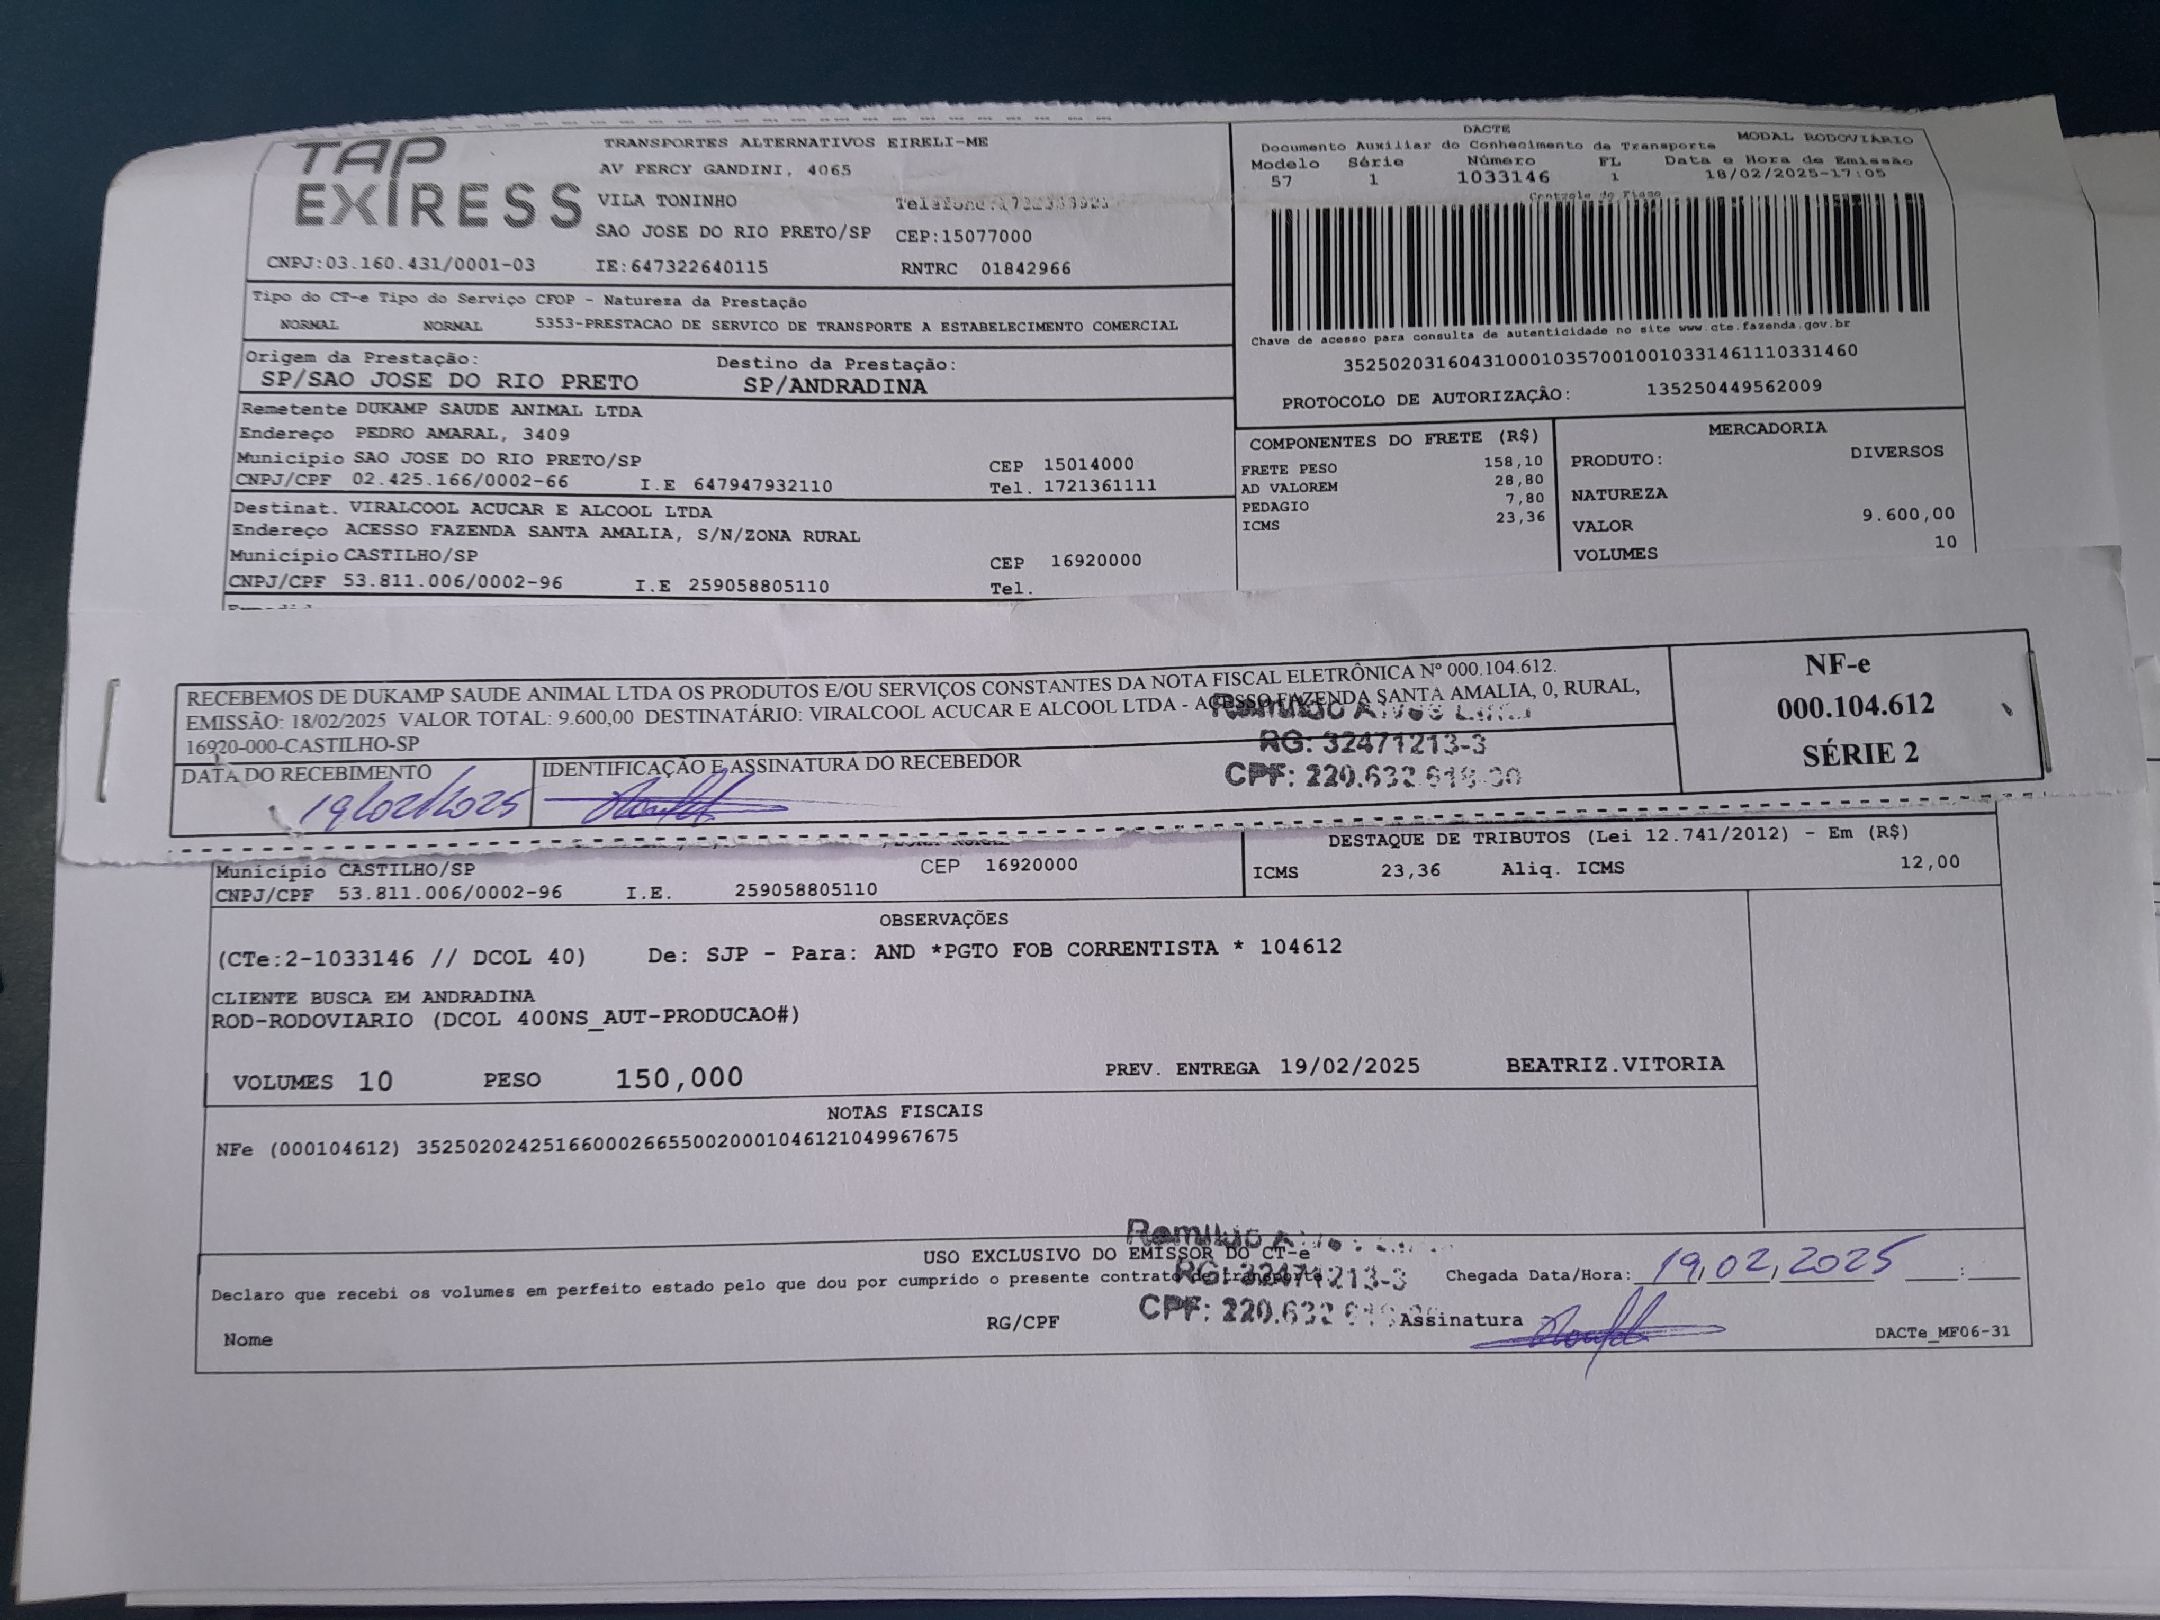 TAP
EXPRESS
TRANSPORTES ALTERNATIVOS EIRELI-ME
AV PERCY GANDINI, 4065
VILA TONINHO
SAO JOSE DO RIO PRETO/SP CEP:15077000
CNPJ:03.160.431/0001-03 IE:647322640115 RNTRC 01842966
DACTE MODAL RODOVIÁRIO
Documento Auxiliar do Conhecimento de Transporte
Modelo Série Número FL Data e Hora de Emissão
57 1 1033146 1 18/02/2025-17:05
Controle do Fisco
Chave de acesso para consulta de autenticidade no site www.cte.fazenda.gov.br
35250203160431000103570010010331461110331460
PROTOCOLO DE AUTORIZAÇÃO: 135250449562009
Tipo do CT-e Tipo do Serviço CFOP - Natureza da Prestação
NORMAL NORMAL 5353-PRESTACAO DE SERVICO DE TRANSPORTE A ESTABELECIMENTO COMERCIAL
Origem da Prestação: Destino da Prestação:
SP/SAO JOSE DO RIO PRETO SP/ANDRADINA
Remetente DUKAMP SAUDE ANIMAL LTDA
Endereço PEDRO AMARAL, 3409
Município SAO JOSE DO RIO PRETO/SP CEP 15014000
CNPJ/CPF 02.425.166/0002-66 I.E 647947932110 Tel. 1721361111
Destinat. VIRALCOOL ACUCAR E ALCOOL LTDA
Endereço ACESSO FAZENDA SANTA AMALIA, S/N/ZONA RURAL
Município CASTILHO/SP CEP 16920000
CNPJ/CPF 53.811.006/0002-96 I.E 259058805110 Tel.
COMPONENTES DO FRETE (R$)
FRETE PESO 158,10
AD VALOREM 28,80
PEDAGIO 7,80
ICMS 23,36
MERCADORIA
PRODUTO: DIVERSOS
NATUREZA
VALOR 9.600,00
VOLUMES 10
RECEBEMOS DE DUKAMP SAUDE ANIMAL LTDA OS PRODUTOS E/OU SERVIÇOS CONSTANTES DA NOTA FISCAL ELETRÔNICA Nº 000.104.612.
EMISSÃO: 18/02/2025 VALOR TOTAL: 9.600,00 DESTINATÁRIO: VIRALCOOL ACUCAR E ALCOOL LTDA - ACESSO FAZENDA SANTA AMALIA, 0, RURAL,
16920-000-CASTILHO-SP
RG: 32471213-3
CPF: 220.632
DATA DO RECEBIMENTO IDENTIFICAÇÃO E ASSINATURA DO RECEBEDOR
19/02/2025
NF-e
000.104.612
SÉRIE 2
Município CASTILHO/SP CEP 16920000
CNPJ/CPF 53.811.006/0002-96 I.E. 259058805110
DESTAQUE DE TRIBUTOS (Lei 12.741/2012) - Em (R$)
ICMS 23,36 Aliq. ICMS 12,00
OBSERVAÇÕES
(CTe:2-1033146 // DCOL 40) De: SJP - Para: AND *PGTO FOB CORRENTISTA * 104612
CLIENTE BUSCA EM ANDRADINA
ROD-RODOVIARIO (DCOL 400NS_AUT-PRODUCAO#)
VOLUMES 10 PESO 150,000 PREV. ENTREGA 19/02/2025 BEATRIZ.VITORIA
NOTAS FISCAIS
NFe (000104612) 35250202425166000266550020001046121049967675
USO EXCLUSIVO DO EMISSOR DO CT-e
Declaro que recebi os volumes em perfeito estado pelo que dou por cumprido o presente contrato de transporte. Chegada Data/Hora: 19,02,2025
RG: 32471213-3
CPF: 220.632
Nome RG/CPF Assinatura
DACTe_MF06-31